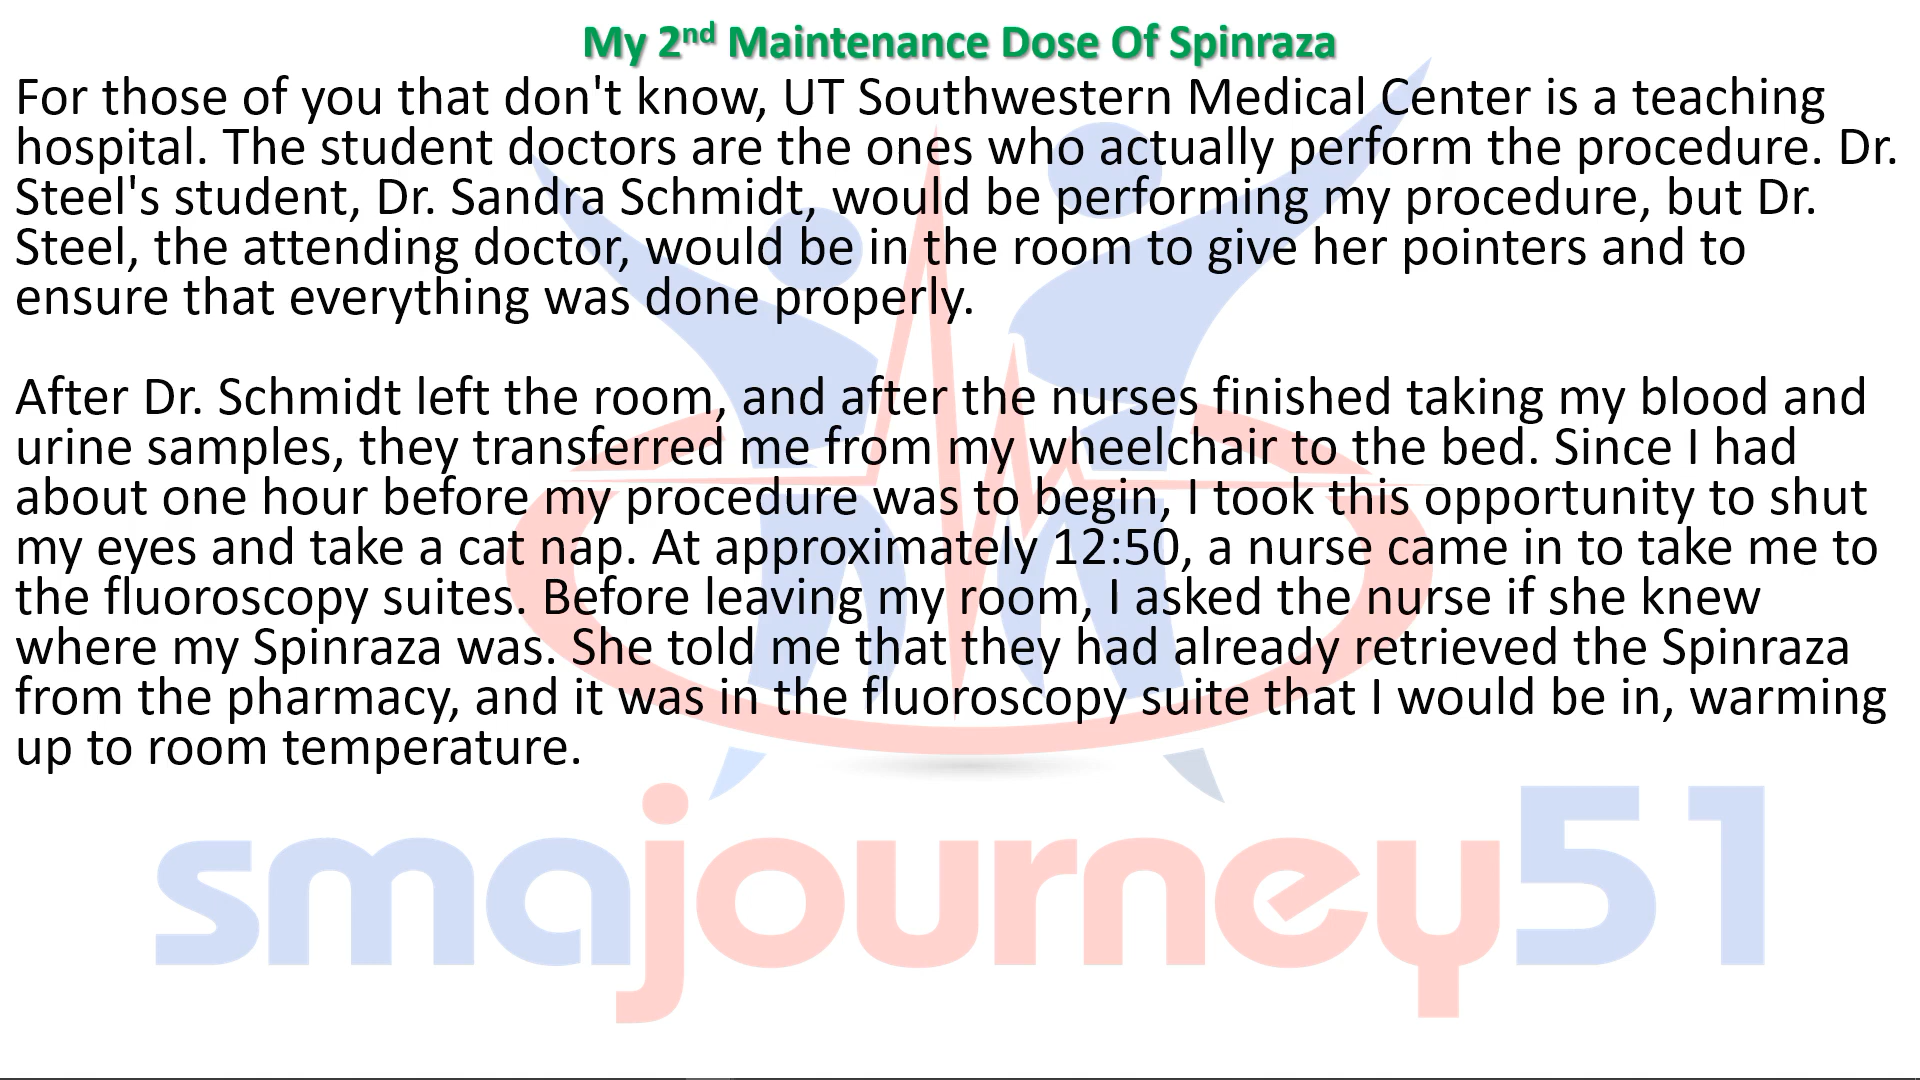 My 2nd Maintenance Dose Of Spinraza
For those of you that don't know, UT Southwestern Medical Center is a teaching
hospital. The student doctors are the ones who actually perform the procedure. Dr.
Steel's student, Dr. Sandra Schmidt, would be performing my procedure, but Dr.
Steel, the attending doctor, would be in the room to give her pointers and to
ensure that everything was done properly.
After Dr. Schmidt left the room, and after the nurses finished taking my blood and
urine samples, they transferred me from my wheelchair to the bed. Since I had
about one hour before my procedure was to begin, I took this opportunity to shut
my eyes and take a cat nap. At approximately 12:50, a nurse came in to take me to
the fluoroscopy suites. Before leaving my room, I asked the nurse if she knew
where my Spinraza was. She told me that they had already retrieved the Spinraza
from the pharmacy, and it was in the fluoroscopy suite that I would be in, warming
up to room temperature.
smajourney51